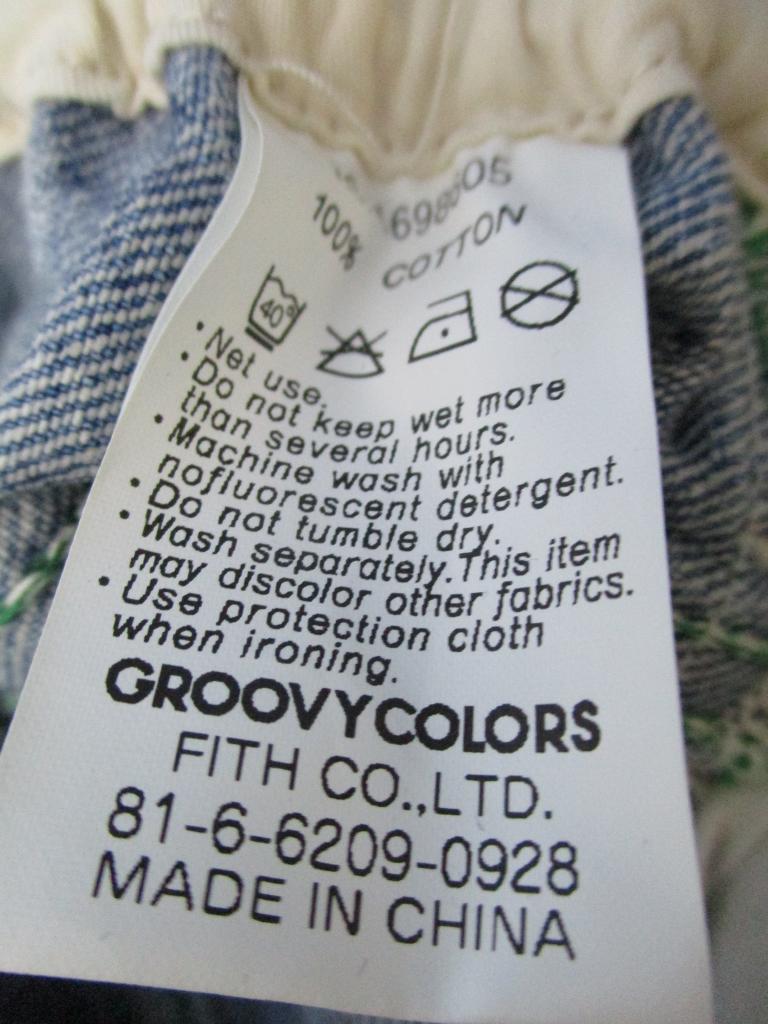 100% COTTON
40°
• Net use.
• Do not keep wet more
than several hours.
• Machine wash with
nofluorescent detergent.
• Do not tumble dry.
• Wash separately. This item
may discolor other fabrics.
• Use protection cloth
when ironing.
GROOVYCOLORS
FITH CO.,LTD.
81-6-6209-0928
MADE IN CHINA